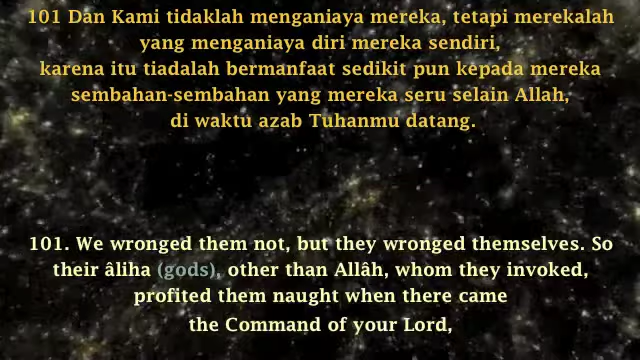 101 Dan Kami tidaklah menganiaya mereka, tetapi merekalah
yang menganiaya diri mereka sendiri,
karena itu tiadalah bermanfaat sedikit pun kepada mereka
sembahan-sembahan yang mereka seru selain Allah,
di waktu azab Tuhanmu datang.
101. We wronged them not, but they wronged themselves. So
their âliha (gods), other than Allâh, whom they invoked,
profited them naught when there came
the Command of your Lord,